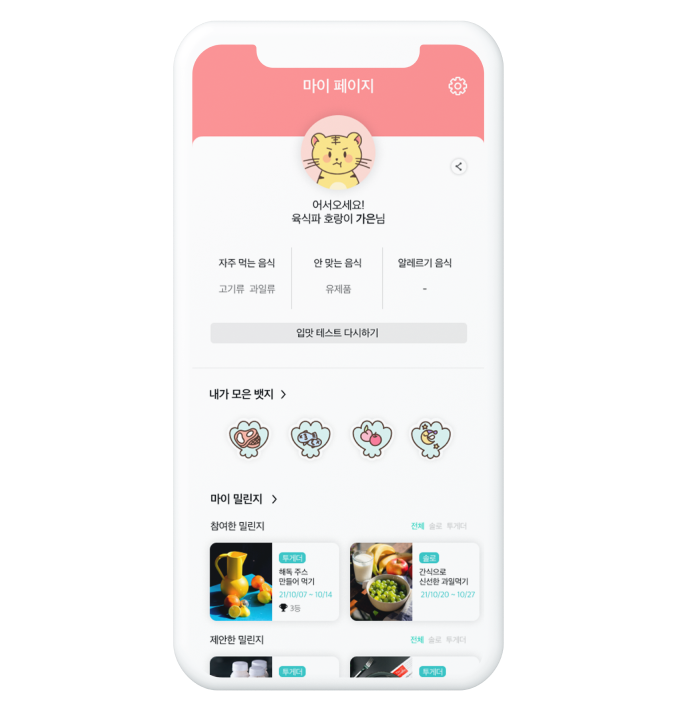 마이 페이지
어서오세요!
육식파 호랑이 가은님
자주 먹는 음식
안 맞는 음식
알레르기 음식
고기류 과일류
유제품
-
입맛 테스트 다시하기
내가 모은 뱃지 >
마이 밀린지 >
참여한 밀린지
전체 솔로 투게더
투게더
해독 주스
만들어 먹기
21/10/07 ~ 10/14
3등
솔로
간식으로
신선한 과일먹기
21/10/20 ~ 10/27
제안한 밀린지
전체 솔로 투게더
투게더
투게더